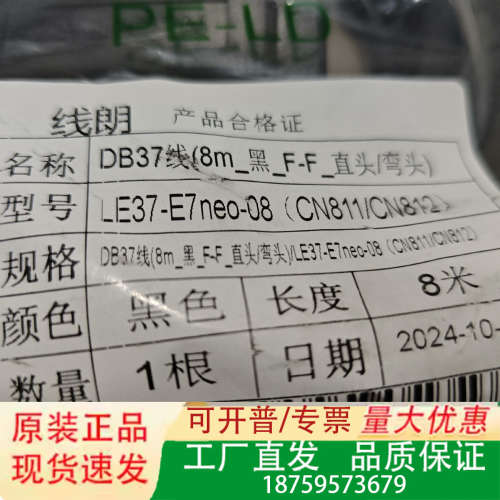 PE-LD
线朗 产品合格证
名称 DB37线(8m_黑_F-F_直头/弯头)
型号 LE37-E7neo-08（CN811/CN812）
规格 DB37线(8m_黑_F-F_直头/弯头)/LE37-E7neo-08（CN811/CN812）
颜色 黑色 长度 8米
数量 1根 日期 2024-10-
原装正品 可开普/专票 量大优惠
现货速发 工厂直发 品质保证
18759573679